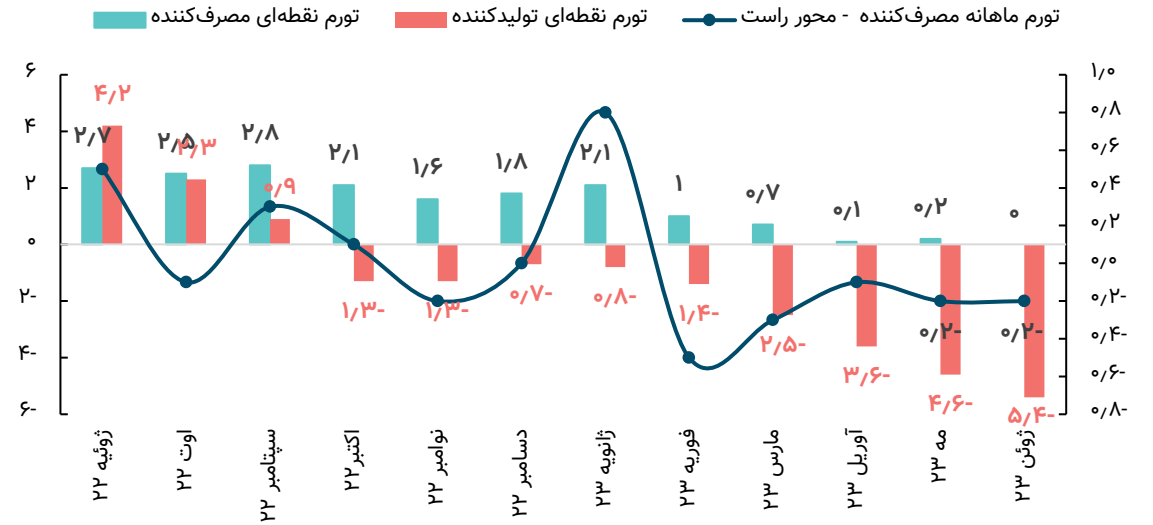 تورم ماهانه مصرف‌کننده - محور راست
تورم نقطه‌ای تولیدکننده
تورم نقطه‌ای مصرف‌کننده
۶
۴
۲
۰
۲-
۴-
۶-
۱٫۰
۰٫۸
۰٫۶
۰٫۴
۰٫۲
۰٫۰
۰٫۲-
۰٫۴-
۰٫۶-
۰٫۸-
۲٫۷
۲٫۵
۲٫۸
۲٫۱
۱٫۶
۱٫۸
۲٫۱
۱
۰٫۷
۰٫۱
۰٫۲
۰
۴٫۲
۲٫۳
۰٫۹
۱٫۳-
۱٫۳-
۰٫۷-
۰٫۸-
۱٫۴-
۲٫۵-
۳٫۶-
۴٫۶-
۵٫۴-
۰٫۲-
۰٫۲-
ژوئیه ۲۲
اوت ۲۲
سپتامبر ۲۲
اکتبر۲۲
نوامبر ۲۲
دسامبر ۲۲
ژانویه ۲۳
فوریه ۲۳
مارس ۲۳
آوریل ۲۳
مه ۲۳
ژوئن ۲۳